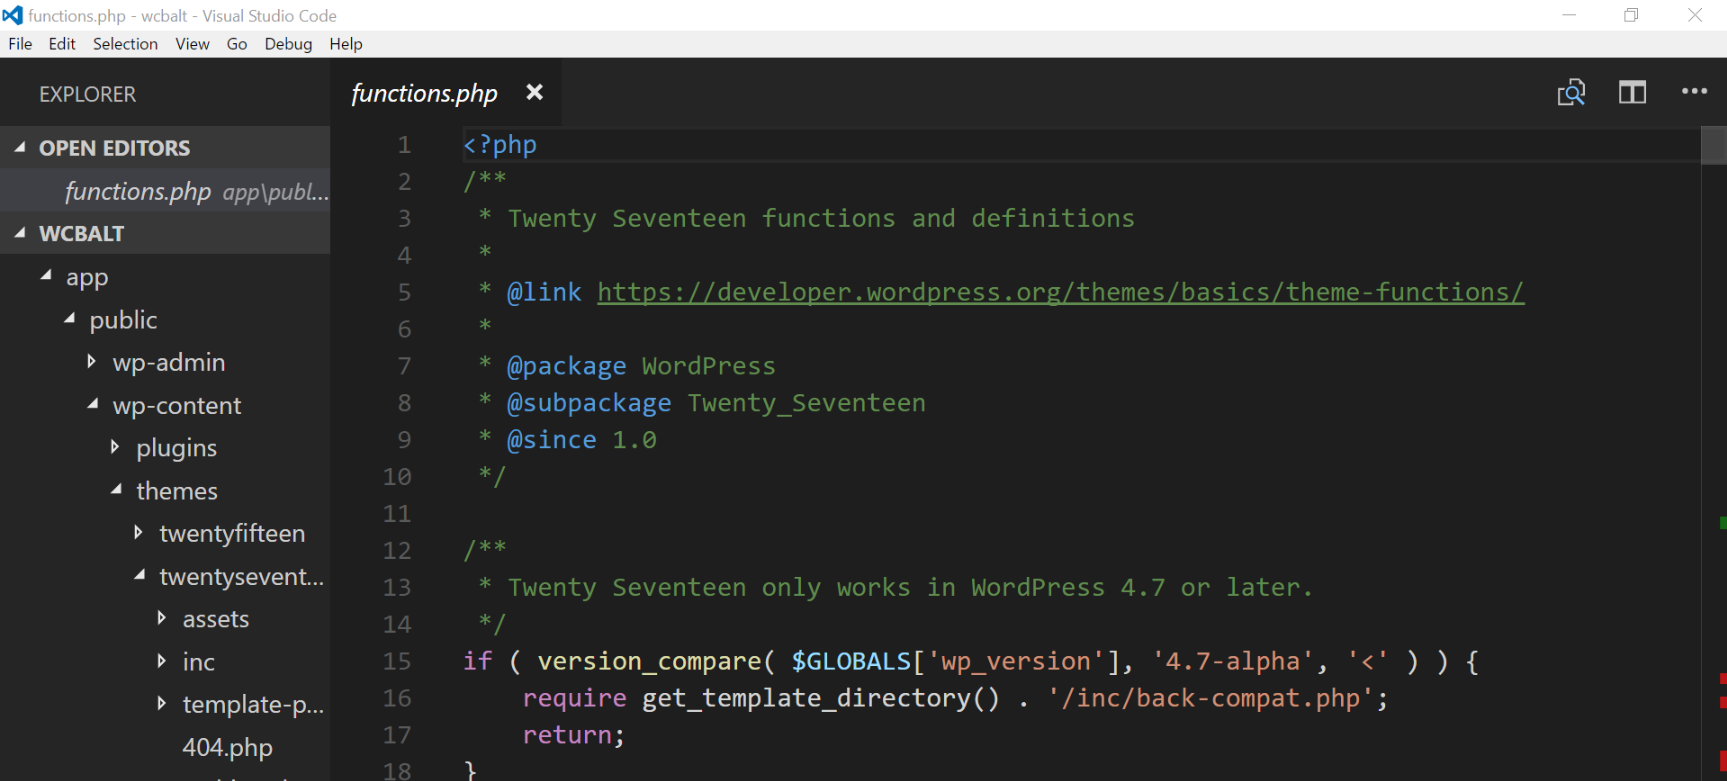 functions.php - wcbalt - Visual Studio Code
File Edit Selection View Go Debug Help
EXPLORER
OPEN EDITORS
functions.php app\publ...
WCBALT
app
public
wp-admin
wp-content
plugins
themes
twentyfifteen
twentysevent...
assets
inc
template-p...
404.php
functions.php
1 <?php
2 /**
3  * Twenty Seventeen functions and definitions
4  *
5  * @link https://developer.wordpress.org/themes/basics/theme-functions/
6  *
7  * @package WordPress
8  * @subpackage Twenty_Seventeen
9  * @since 1.0
10  */
11
12 /**
13  * Twenty Seventeen only works in WordPress 4.7 or later.
14  */
15 if ( version_compare( $GLOBALS['wp_version'], '4.7-alpha', '<' ) ) {
16     require get_template_directory() . '/inc/back-compat.php';
17     return;
18 }